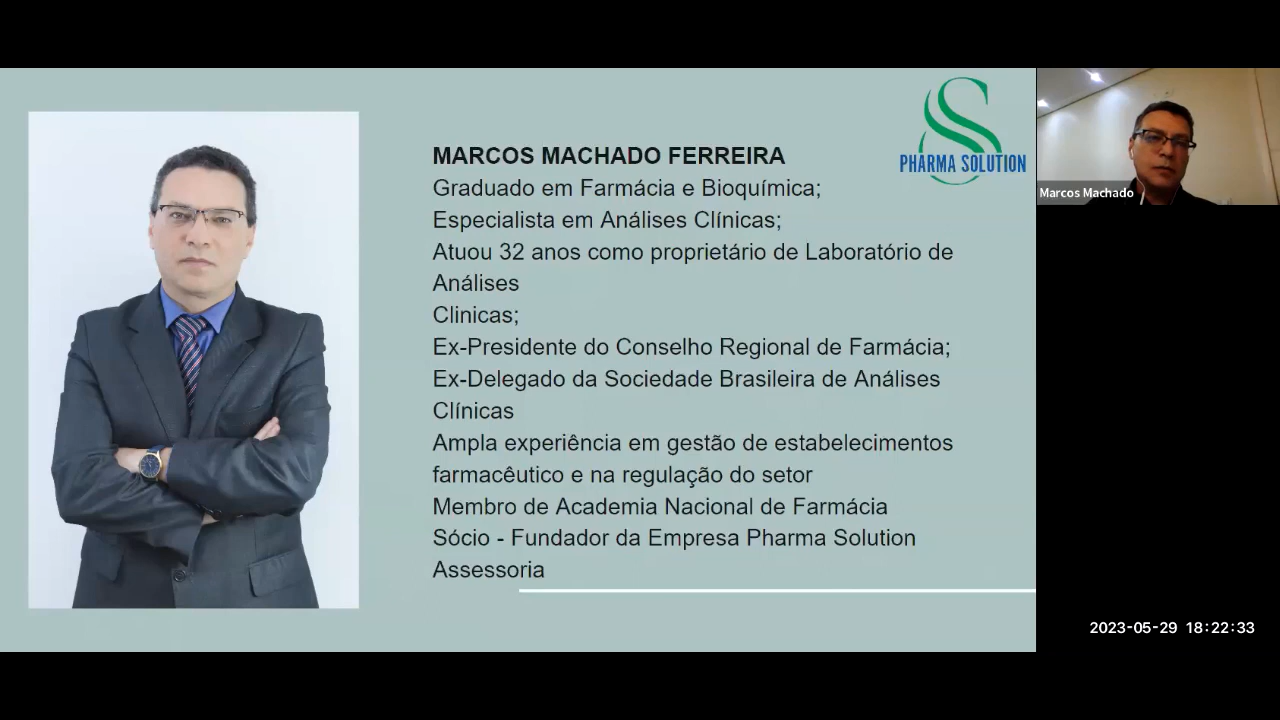 MARCOS MACHADO FERREIRA
Graduado em Farmácia e Bioquímica;
Especialista em Análises Clínicas;
Atuou 32 anos como proprietário de Laboratório de
Análises
Clinicas;
Ex-Presidente do Conselho Regional de Farmácia;
Ex-Delegado da Sociedade Brasileira de Análises
Clínicas
Ampla experiência em gestão de estabelecimentos
farmacêutico e na regulação do setor
Membro de Academia Nacional de Farmácia
Sócio - Fundador da Empresa Pharma Solution
Assessoria
S
PHARMA SOLUTION
Marcos Machado
2023-05-29 18:22:33